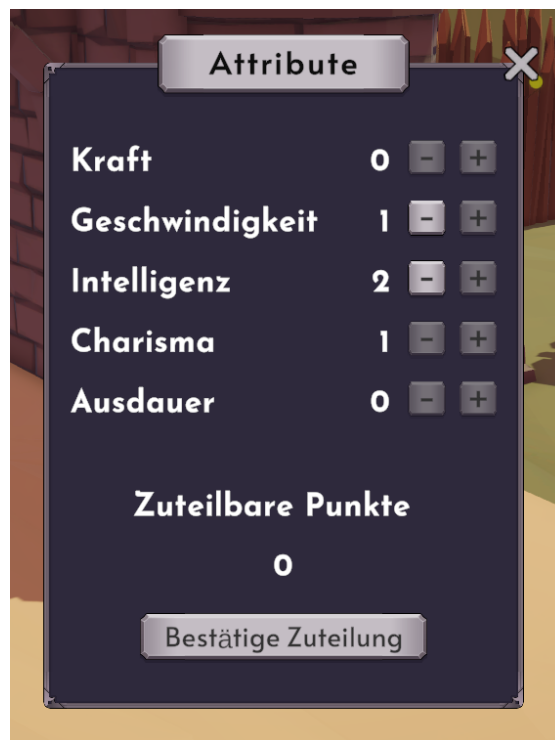 Attribute
Kraft 0 - +
Geschwindigkeit 1 - +
Intelligenz 2 - +
Charisma 1 - +
Ausdauer 0 - +
Zuteilbare Punkte
0
Bestätige Zuteilung